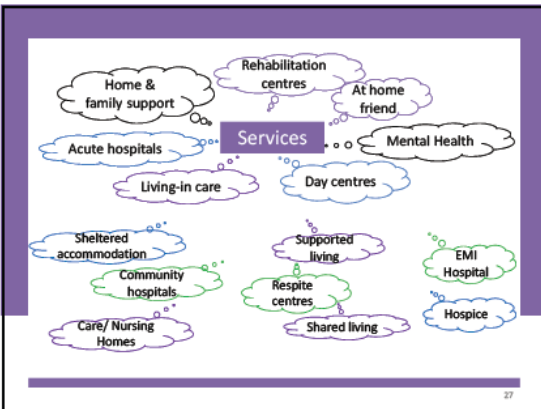 Rehabilitation
centres
Home &
family support
At home
friend
Services
Acute hospitals
Mental Health
Living-in care
Day centres
Sheltered
accommodation
Supported
living
EMI
Hospital
Community
hospitals
Respite
centres
Hospice
Care/ Nursing
Homes
Shared living
27